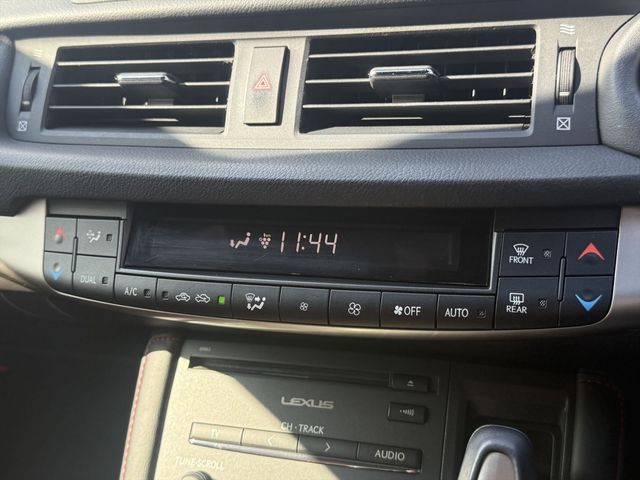 11:44
FRONT
DUAL
A/C
OFF
AUTO
REAR
LEXUS
CH · TRACK
TV
AUDIO
TUNE·SCROLL